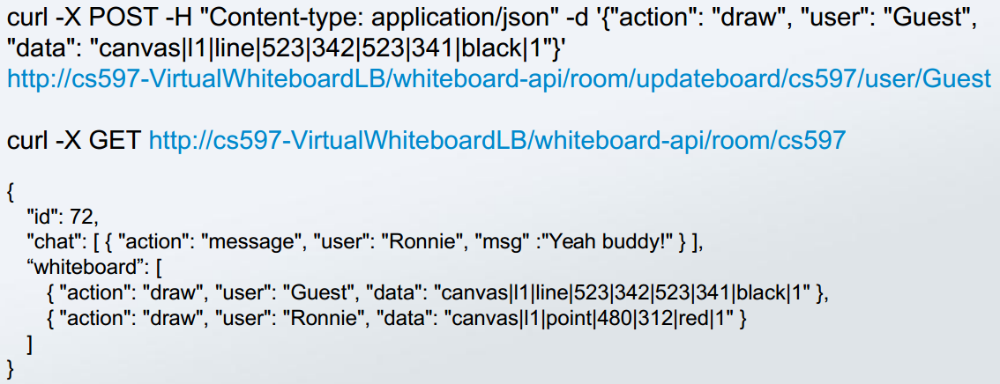 curl -X POST -H "Content-type: application/json" -d '{"action": "draw", "user": "Guest",
"data": "canvas|l1|line|523|342|523|341|black|1"}'
http://cs597-VirtualWhiteboardLB/whiteboard-api/room/updateboard/cs597/user/Guest
curl -X GET http://cs597-VirtualWhiteboardLB/whiteboard-api/room/cs597
{
"id": 72,
"chat": [ { "action": "message", "user": "Ronnie", "msg" :"Yeah buddy!" } ],
“whiteboard”: [
{ "action": "draw", "user": "Guest", "data": "canvas|l1|line|523|342|523|341|black|1" },
{ "action": "draw", "user": "Ronnie", "data": "canvas|l1|point|480|312|red|1" }
]
}